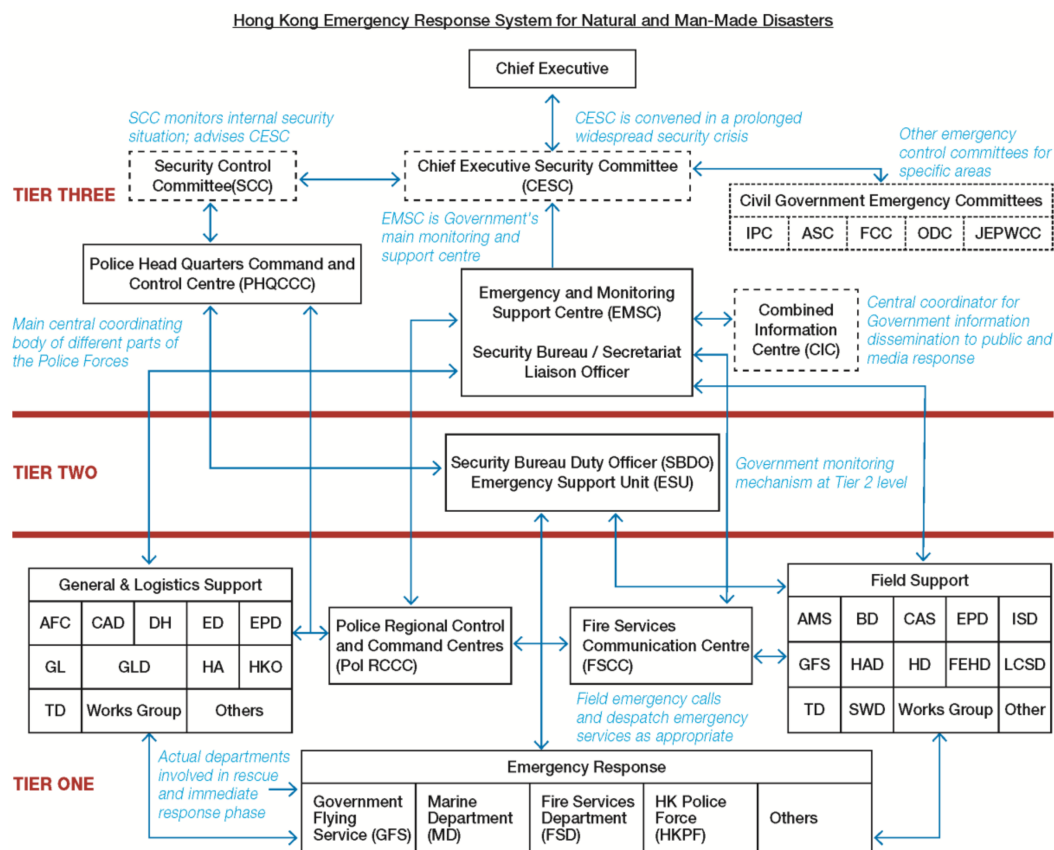 Hong Kong Emergency Response System for Natural and Man-Made Disasters
Chief Executive
SCC monitors internal security
situation; advises CESC
CESC is convened in a prolonged
widespread security crisis
Other emergency
control committees for
specific areas
TIER THREE
Security Control
Committee(SCC)
Chief Executive Security Committee
(CESC)
Civil Government Emergency Committees
IPC
ASC
FCC
ODC
JEPWCC
EMSC is Government's
main monitoring and
support centre
Police Head Quarters Command and
Control Centre (PHQCCC)
Main central coordinating
body of different parts of
the Police Forces
Emergency and Monitoring
Support Centre (EMSC)
Security Bureau / Secretariat
Liaison Officer
Combined
Information
Centre (CIC)
Central coordinator for
Government information
dissemination to public and
media response
TIER TWO
Security Bureau Duty Officer (SBDO)
Emergency Support Unit (ESU)
Government monitoring
mechanism at Tier 2 level
General & Logistics Support
AFC
CAD
DH
ED
EPD
GL
GLD
HA
HKO
TD
Works Group
Others
Police Regional Control
and Command Centres
(Pol RCCC)
Fire Services
Communication Centre
(FSCC)
Field Support
AMS
BD
CAS
EPD
ISD
GFS
HAD
HD
FEHD
LCSD
TD
SWD
Works Group
Other
Field emergency calls
and despatch emergency
services as appropriate
TIER ONE
Actual departments
involved in rescue
and immediate
response phase
Emergency Response
Government
Flying
Service (GFS)
Marine
Department
(MD)
Fire Services
Department
(FSD)
HK Police
Force
(HKPF)
Others